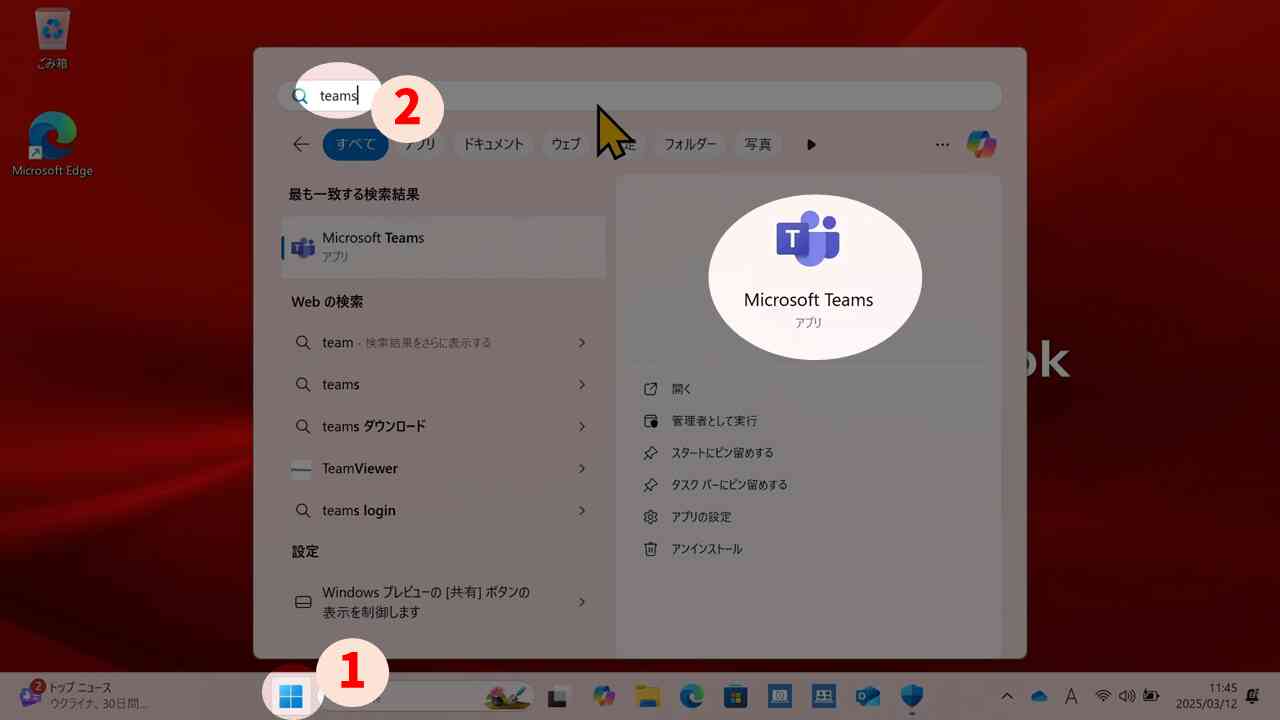 ごみ箱
Microsoft Edge
teams
2
すべて
アプリ
ドキュメント
ウェブ
フォルダー
写真
...
最も一致する検索結果
Microsoft Teams
アプリ
Web の検索
team - 検索結果をさらに表示する
teams
teams ダウンロード
TeamViewer
teams login
設定
Windows プレビューの [共有] ボタンの
表示を制御します
T
Microsoft Teams
アプリ
開く
管理者として実行
スタートにピン留めする
タスク バーにピン留めする
アプリの設定
アンインストール
ok
1
2
トップ ニュース
ウクライナ、30日間...
A
11:45
2025/03/12